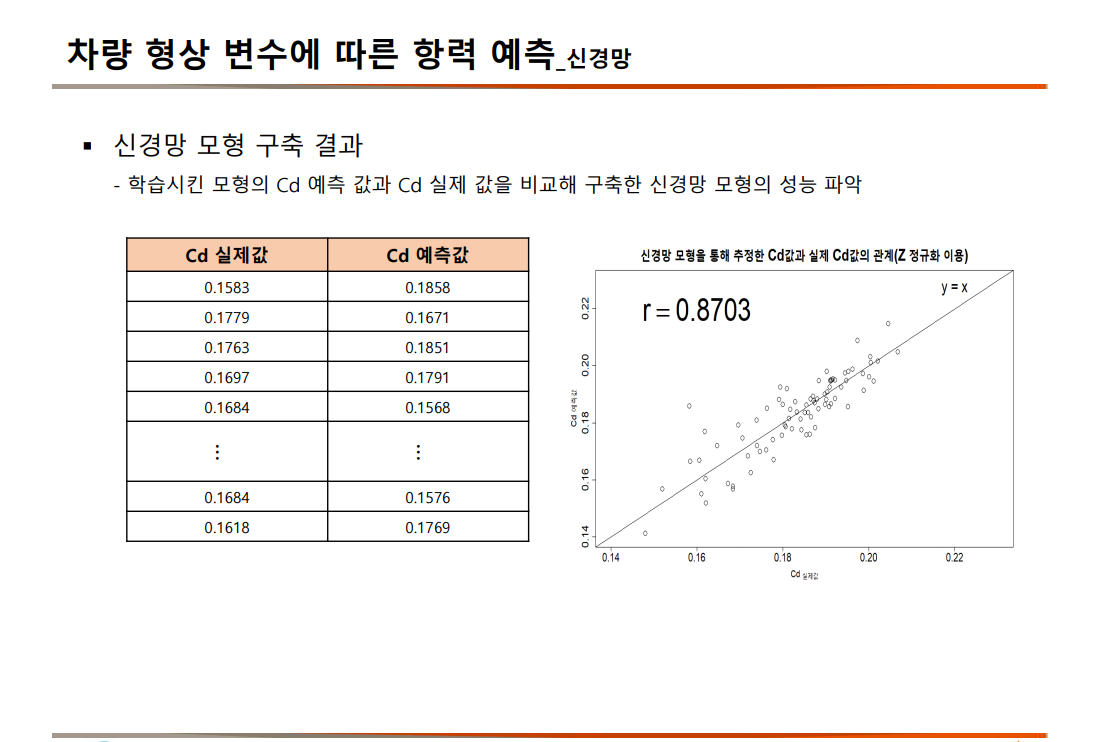 차량 형상 변수에 따른 항력 예측_신경망
▪ 신경망 모형 구축 결과
- 학습시킨 모형의 Cd 예측 값과 Cd 실제 값을 비교해 구축한 신경망 모형의 성능 파악
Cd 실제값 Cd 예측값
0.1583 0.1858
0.1779 0.1671
0.1763 0.1851
0.1697 0.1791
0.1684 0.1568
⋮ ⋮
0.1684 0.1576
0.1618 0.1769
신경망 모형을 통해 추정한 Cd값과 실제 Cd값의 관계(Z 정규화 이용)
y = x
r = 0.8703
0.22
0.20
0.18
0.16
0.14
Cd 예측값
0.14 0.16 0.18 0.20 0.22
Cd 실제값